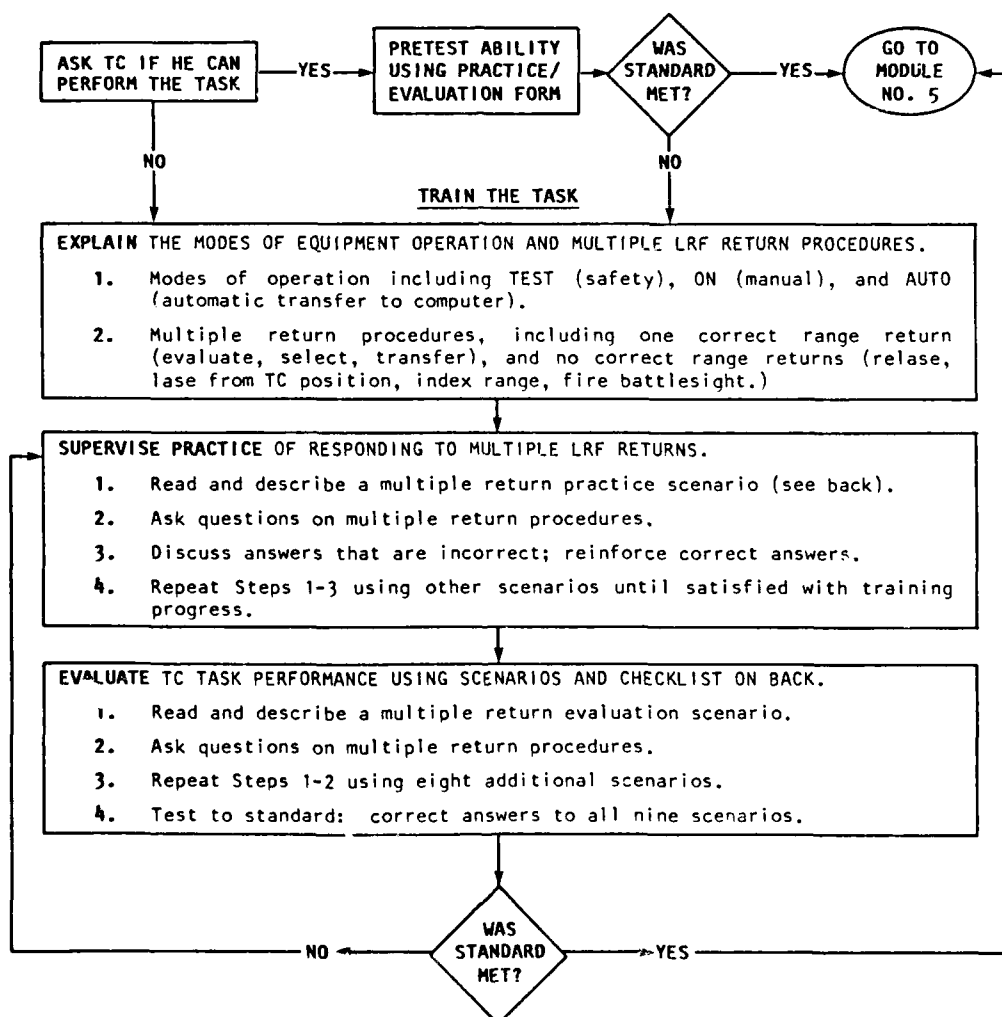 ASK TC IF HE CAN
PERFORM THE TASK
YES
PRETEST ABILITY
USING PRACTICE/
EVALUATION FORM
WAS
STANDARD
MET?
YES
GO TO
MODULE
NO. 5
NO
NO
TRAIN THE TASK
EXPLAIN THE MODES OF EQUIPMENT OPERATION AND MULTIPLE LRF RETURN PROCEDURES.
1. Modes of operation including TEST (safety), ON (manual), and AUTO
(automatic transfer to computer).
2. Multiple return procedures, including one correct range return
(evaluate, select, transfer), and no correct range returns (relase,
lase from TC position, index range, fire battlesight.)
SUPERVISE PRACTICE OF RESPONDING TO MULTIPLE LRF RETURNS.
1. Read and describe a multiple return practice scenario (see back).
2. Ask questions on multiple return procedures.
3. Discuss answers that are incorrect; reinforce correct answers.
4. Repeat Steps 1-3 using other scenarios until satisfied with training
progress.
EVALUATE TC TASK PERFORMANCE USING SCENARIOS AND CHECKLIST ON BACK.
1. Read and describe a multiple return evaluation scenario.
2. Ask questions on multiple return procedures.
3. Repeat Steps 1-2 using eight additional scenarios.
4. Test to standard: correct answers to all nine scenarios.
NO
WAS
STANDARD
MET?
YES